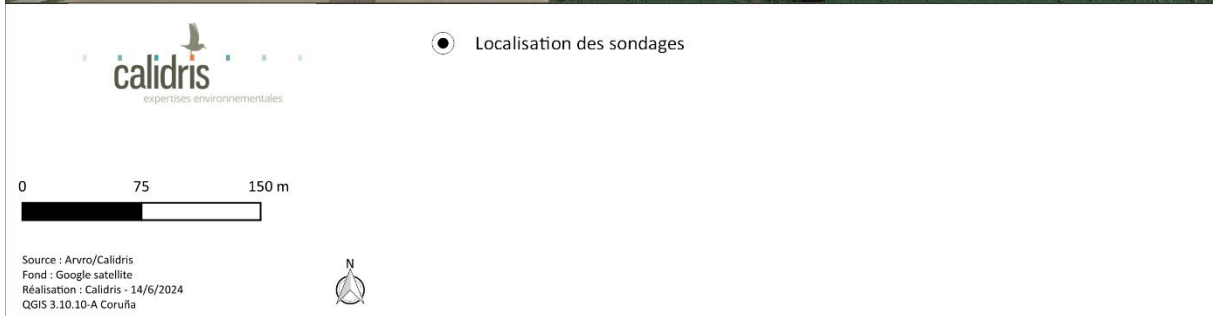 calidris
expertises environnementales
Localisation des sondages
0 75 150 m
Source : Arvro/Calidris
Fond : Google satellite
Réalisation : Calidris - 14/6/2024
QGIS 3.10.10-A Coruña
N